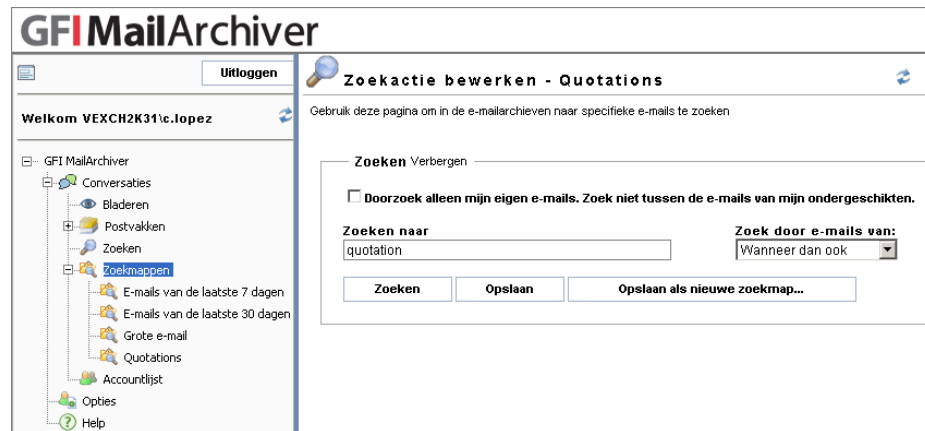 GFI MailArchiver
Uitloggen
Welkom VEXCH2K31\c.lopez
GFI MailArchiver
Conversaties
Bladeren
Postvakken
Zoeken
Zoekmappen
E-mails van de laatste 7 dagen
E-mails van de laatste 30 dagen
Grote e-mail
Quotations
Accountlijst
Opties
Help
Zoekactie bewerken - Quotations
Gebruik deze pagina om in de e-mailarchieven naar specifieke e-mails te zoeken
Zoeken Verbergen
Doorzoek alleen mijn eigen e-mails. Zoek niet tussen de e-mails van mijn ondergeschikten.
Zoeken naar
quotation
Zoek door e-mails van:
Wanneer dan ook
Zoeken
Opslaan
Opslaan als nieuwe zoekmap...